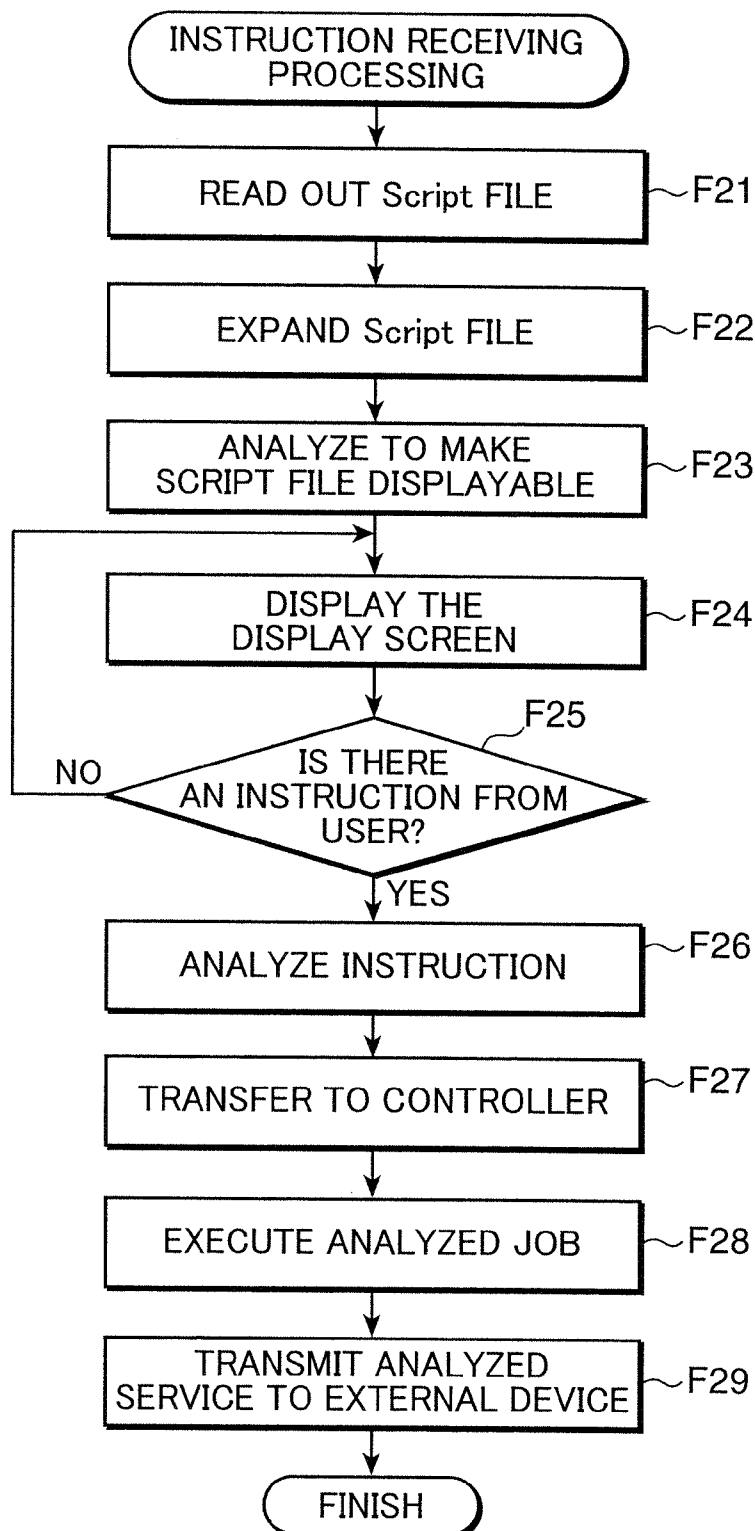 INSTRUCTION RECEIVING
PROCESSING
READ OUT Script FILE
F21
EXPAND Script FILE
F22
ANALYZE TO MAKE
SCRIPT FILE DISPLAYABLE
F23
DISPLAY THE
DISPLAY SCREEN
F24
F25
IS THERE
AN INSTRUCTION FROM
USER?
NO
YES
ANALYZE INSTRUCTION
F26
TRANSFER TO CONTROLLER
F27
EXECUTE ANALYZED JOB
F28
TRANSMIT ANALYZED
SERVICE TO EXTERNAL DEVICE
F29
FINISH